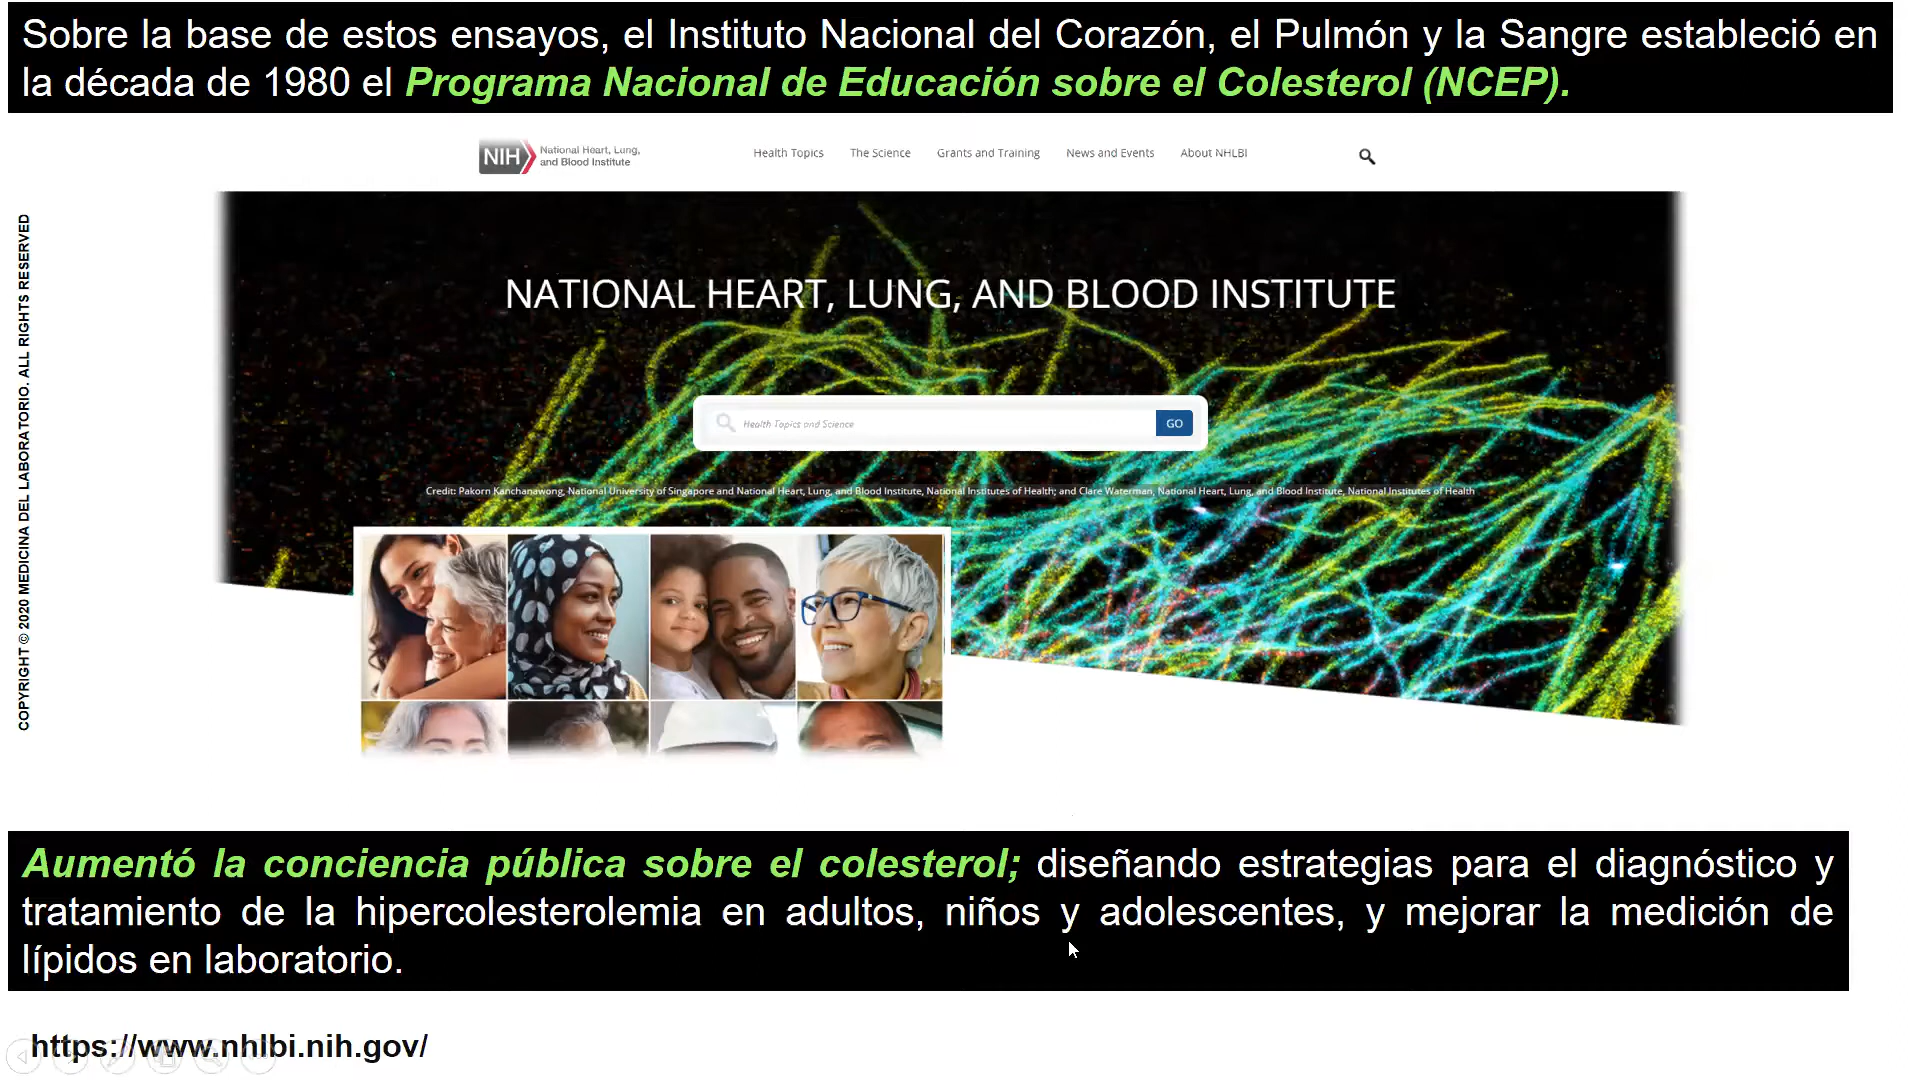 Sobre la base de estos ensayos, el Instituto Nacional del Corazón, el Pulmón y la Sangre estableció en
la década de 1980 el Programa Nacional de Educación sobre el Colesterol (NCEP).
NIH National Heart, Lung,
and Blood Institute
Health Topics The Science Grants and Training News and Events About NHLBI
COPYRIGHT © 2020 MEDICINA DEL LABORATORIO. ALL RIGHTS RESERVED
NATIONAL HEART, LUNG, AND BLOOD INSTITUTE
Health Topics and Science GO
Credit: Pakorn Kanchanawong, National University of Singapore and National Heart, Lung, and Blood Institute, National Institutes of Health; and Clare Waterman, National Heart, Lung, and Blood Institute, National Institutes of Health
Aumentó la conciencia pública sobre el colesterol; diseñando estrategias para el diagnóstico y
tratamiento de la hipercolesterolemia en adultos, niños y adolescentes, y mejorar la medición de
lípidos en laboratorio.
https://www.nhlbi.nih.gov/